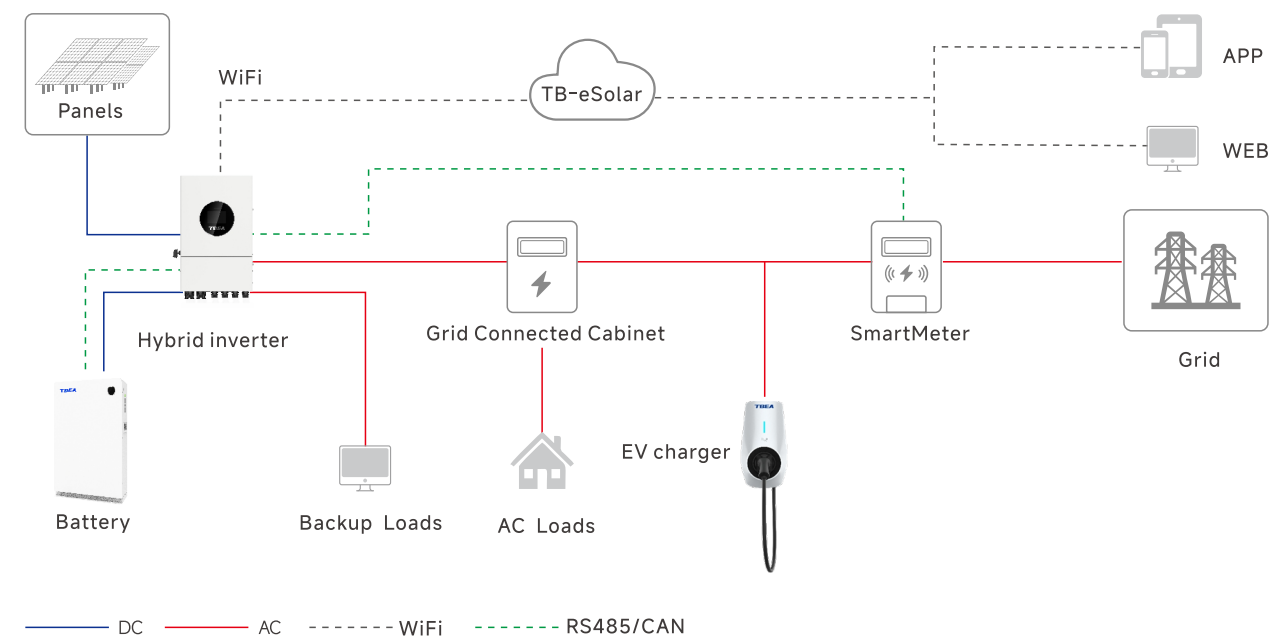 Panels
WiFi
TB-eSolar
APP
WEB
TBEA
Hybrid inverter
Grid Connected Cabinet
SmartMeter
Grid
TBEA
Battery
Backup Loads
AC Loads
EV charger
TBEA
DC
AC
WiFi
RS485/CAN